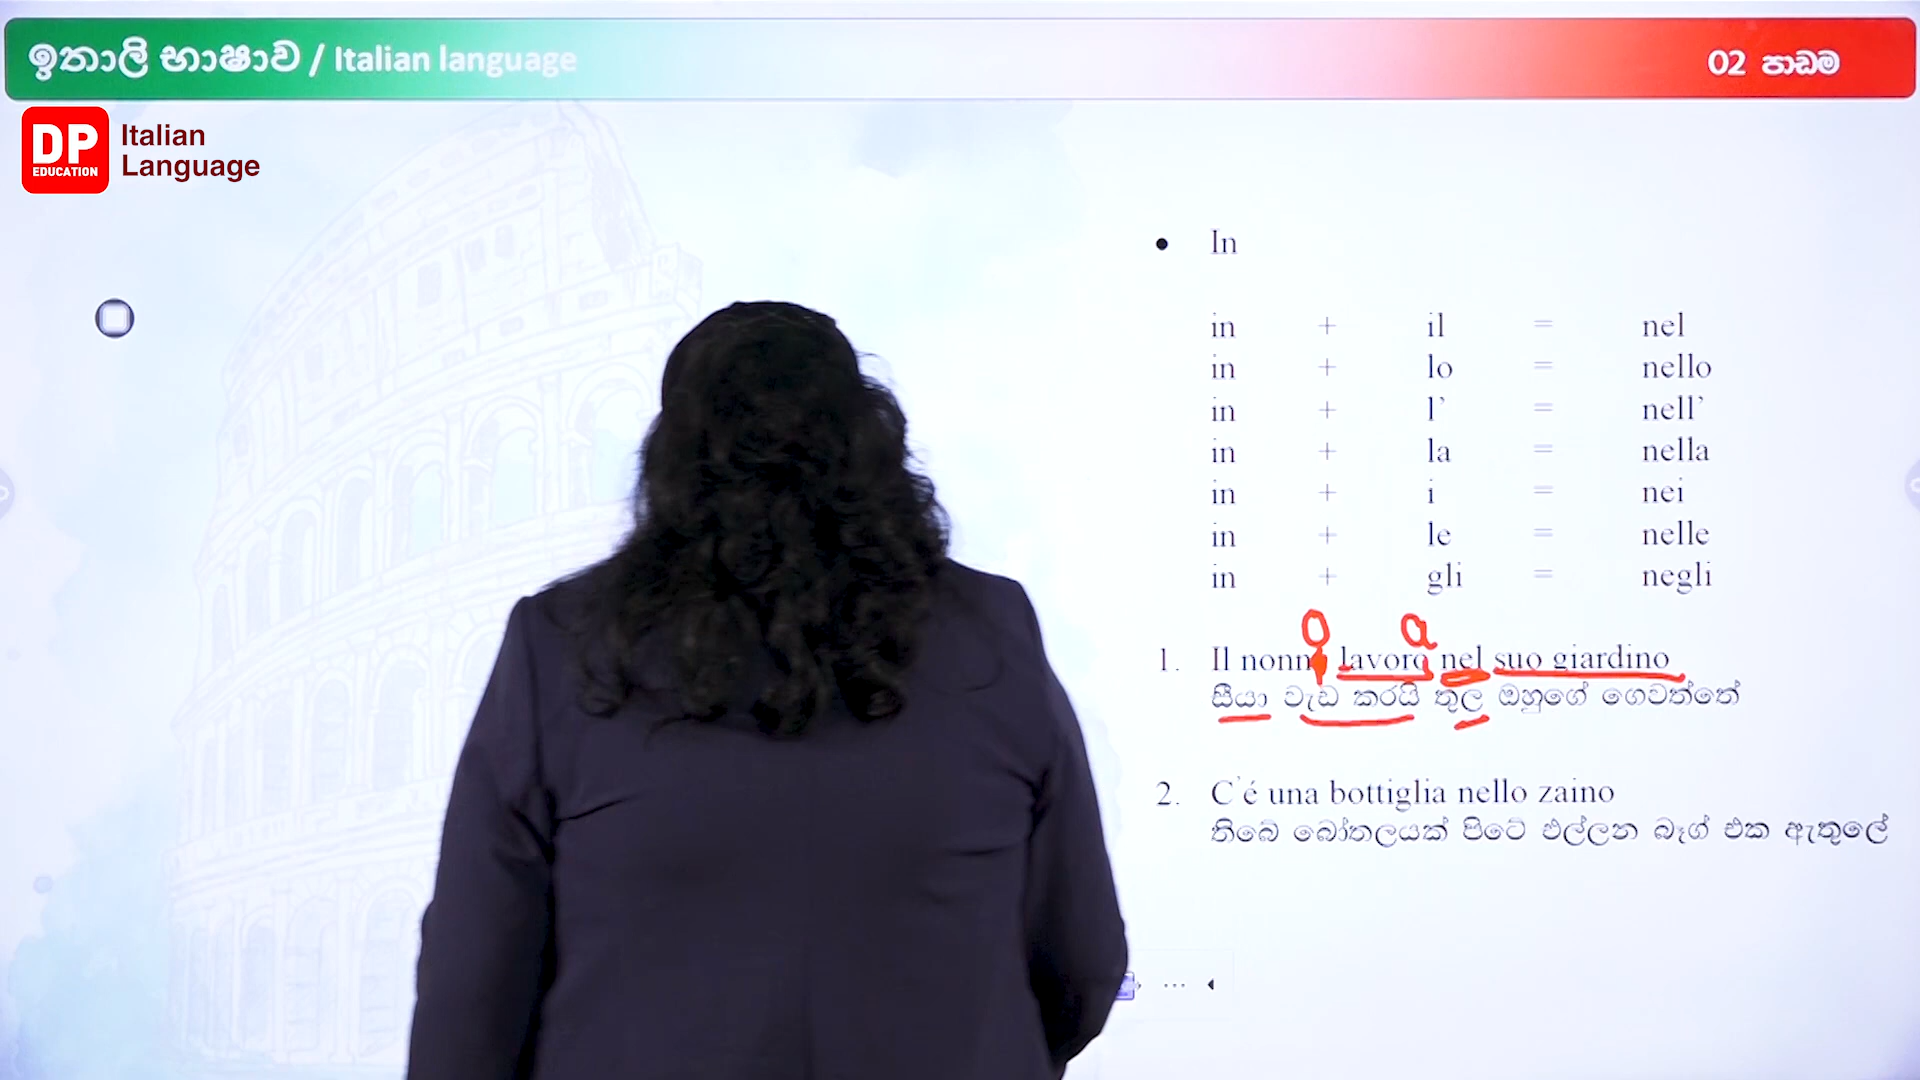 ඉතාලි භාෂාව / Italian language
02 පාඩම
DP
EDUCATION
Italian
Language
• In
in + il = nel
in + lo = nello
in + l’ = nell’
in + la = nella
in + i = nei
in + le = nelle
in + gli = negli
o a
1. Il nonn lavora nel suo giardino
සීයා වැඩ කරයි තුල ඔහුගේ ගෙවත්තේ
2. C'é una bottiglia nello zaino
තිබේ බෝතලයක් පිටේ එල්ලන බෑග් එක ඇතුලේ